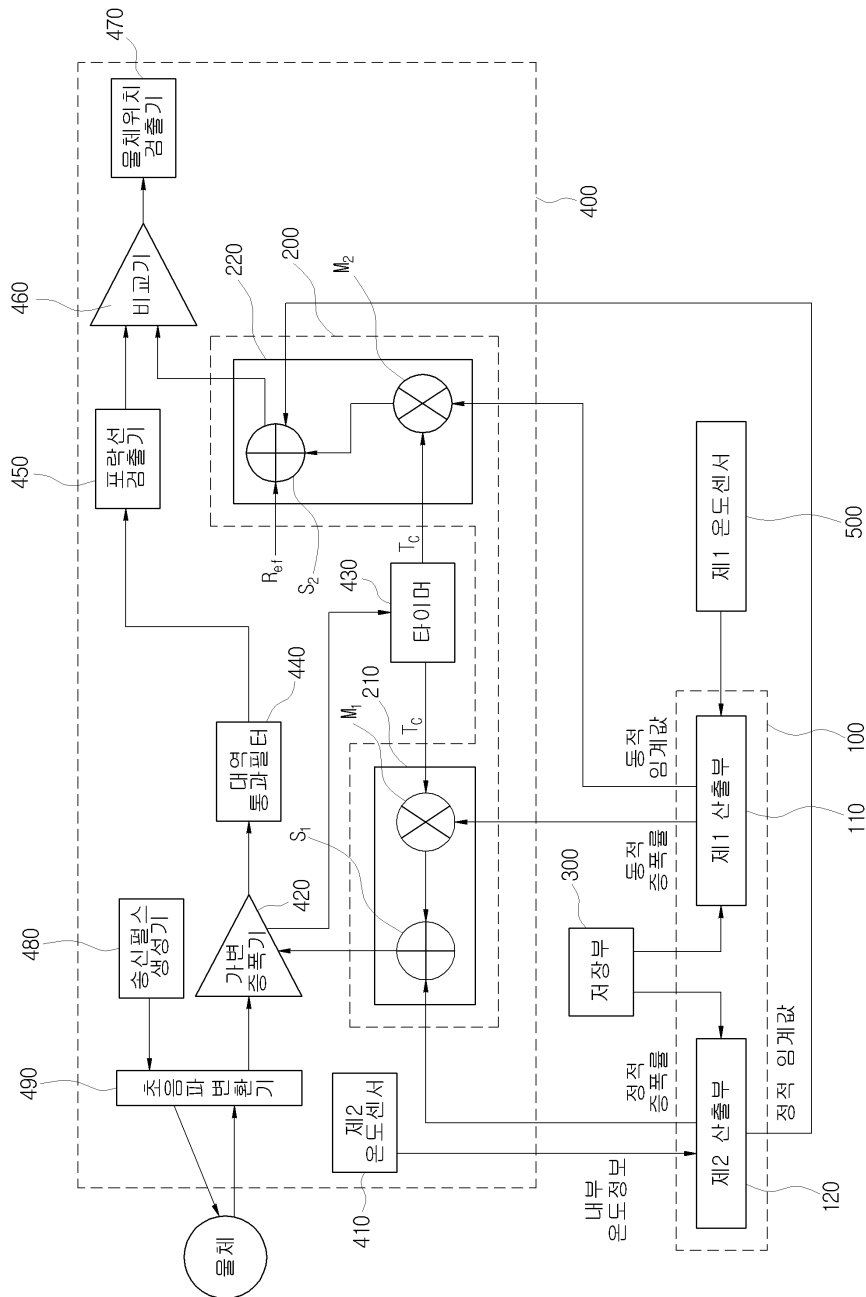 물체
초음파 변환기
490
송신펄스
생성기
480
가변
증폭기
420
대역
통과필터
440
포락선
검출기
450
비교기
460
물체위치
검출기
470
400
제2
온도센서
410
S₁
M₁
210
T_C
타이머
430
T_C
R_ef
S₂
220
200
M₂
내부
온도정보
정적
증폭률
정적 임계값
제2 산출부
120
저장부
300
동적
증폭률
동적
임계값
제1 산출부
110
100
제1 온도센서
500